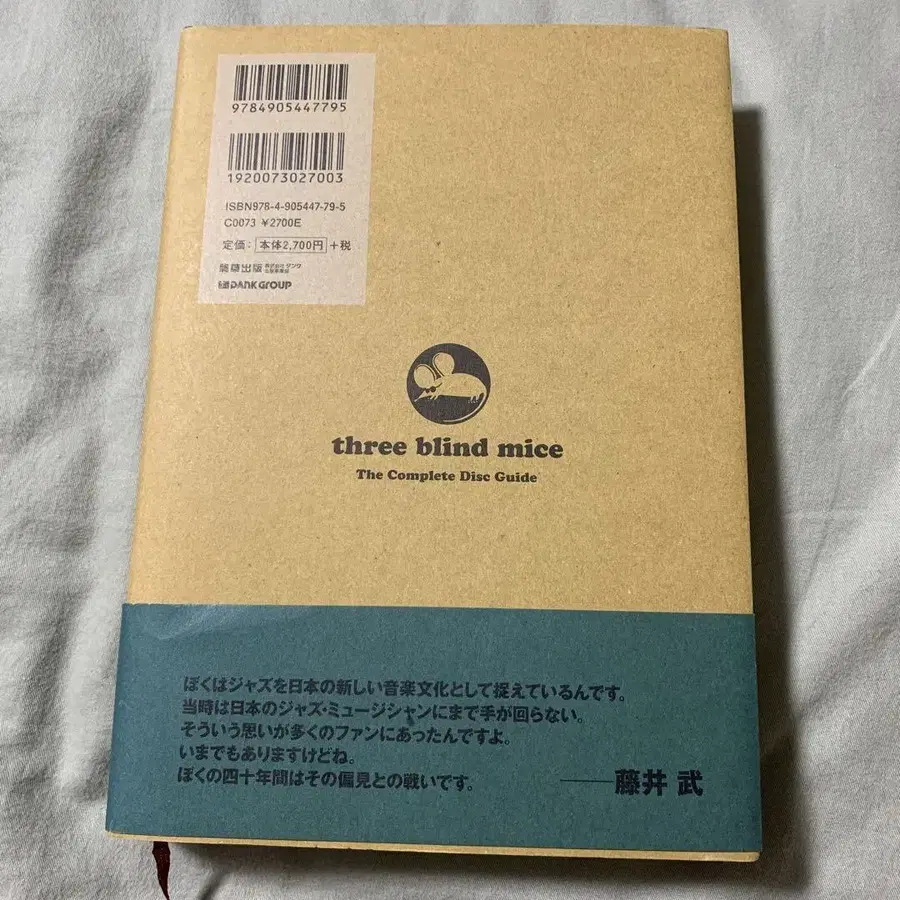 9784905447795
1920073027003
ISBN978-4-905447-79-5
C0073 ¥2700E
定価：本体2,700円+税
出版
DANK GROUP
three blind mice
The Complete Disc Guide
ぼくはジャズを日本の新しい音楽文化として捉えているんです。
当時は日本のジャズ・ミュージシャンにまで手が回らない。
そういう思いが多くのファンにあったんですよ。
いまでもありますけどね。
ぼくの四十年間はその偏見との戦いです。
——藤井 武